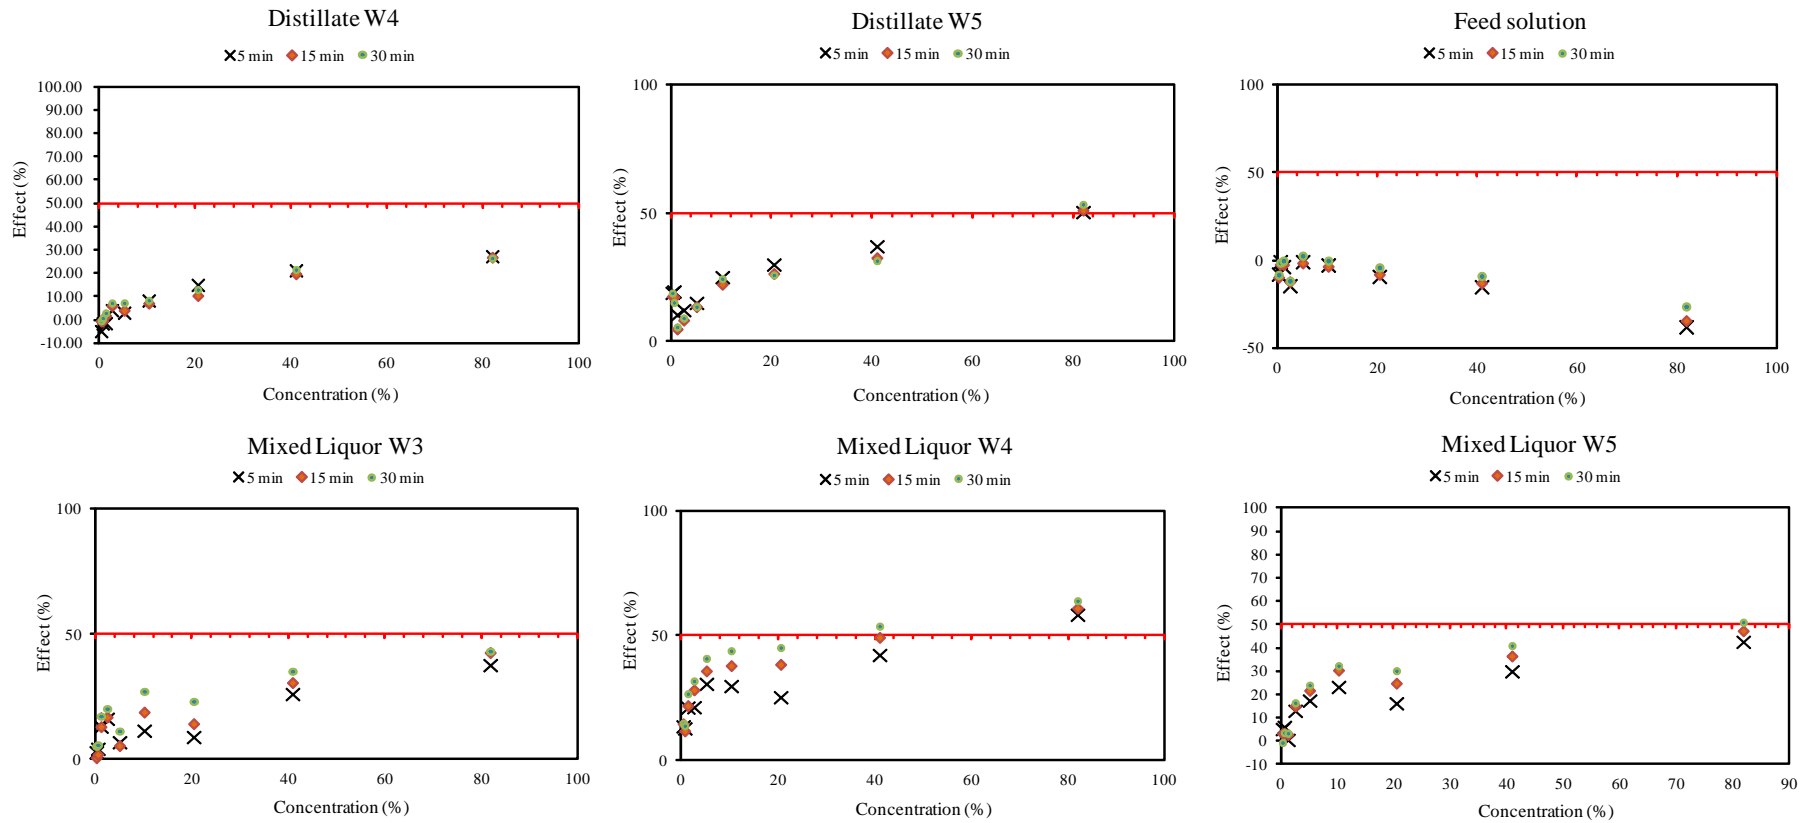 Distillate W4
5 min 15 min 30 min
100.00
90.00
80.00
70.00
60.00
50.00
40.00
30.00
20.00
10.00
0.00
-10.00
Effect (%)
0 20 40 60 80 100
Concentration (%)
Distillate W5
5 min 15 min 30 min
100
50
0
Effect (%)
0 20 40 60 80 100
Concentration (%)
Feed solution
5 min 15 min 30 min
100
50
0
-50
Effect (%)
0 20 40 60 80 100
Concentration (%)
Mixed Liquor W3
5 min 15 min 30 min
100
50
0
Effect (%)
0 20 40 60 80 100
Concentration (%)
Mixed Liquor W4
5 min 15 min 30 min
100
50
0
Effect (%)
0 20 40 60 80 100
Concentration (%)
Mixed Liquor W5
5 min 15 min 30 min
100
90
80
70
60
50
40
30
20
10
0
-10
Effect (%)
0 10 20 30 40 50 60 70 80 90
Concentration (%)